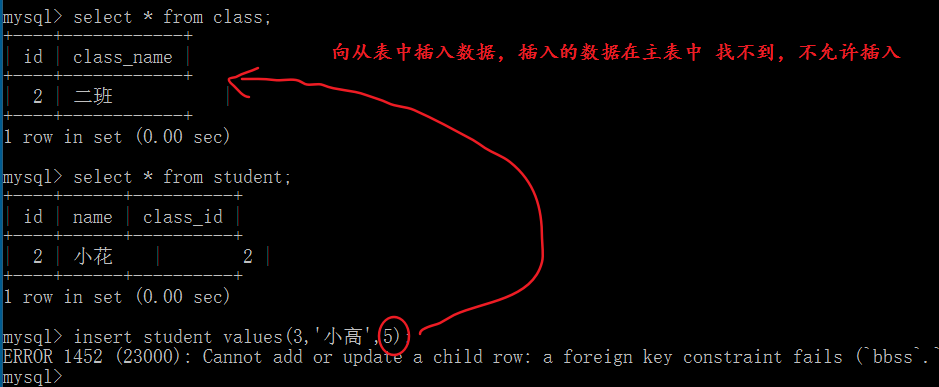 mysql> select * from class;
+----+------------+
| id | class_name |
+----+------------+
| 2 | 二班 |
+----+------------+
1 row in set (0.00 sec)
向从表中插入数据，插入的数据在主表中 找不到，不允许插入
mysql> select * from student;
+----+------+----------+
| id | name | class_id |
+----+------+----------+
| 2 | 小花 | 2 |
+----+------+----------+
1 row in set (0.00 sec)
mysql> insert student values(3,'小高',5)
ERROR 1452 (23000): Cannot add or update a child row: a foreign key constraint fails (`bbss`.`
mysql>